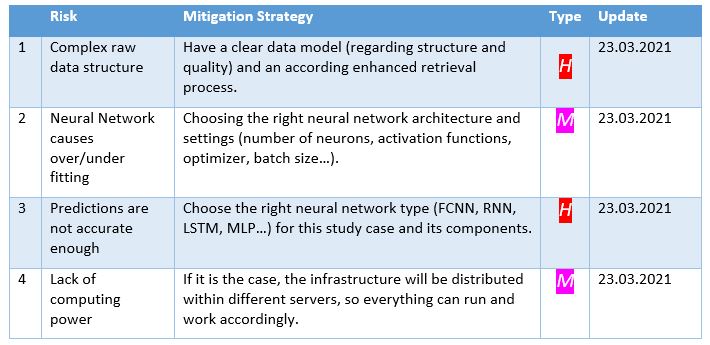 Risk Mitigation Strategy Type Update
1 Complex raw Have a clear data model (regarding structure and 23.03.2021
data structure quality) and an according enhanced retrieval H
process.
2 Neural Network Choosing the right neural network architecture and M 23.03.2021
causes settings (number of neurons, activation functions,
over/under optimizer, batch size…).
fitting
3 Predictions are Choose the right neural network type (FCNN, RNN, H 23.03.2021
not accurate LSTM, MLP…) for this study case and its components.
enough
4 Lack of If it is the case, the infrastructure will be distributed M 23.03.2021
computing within different servers, so everything can run and
power work accordingly.